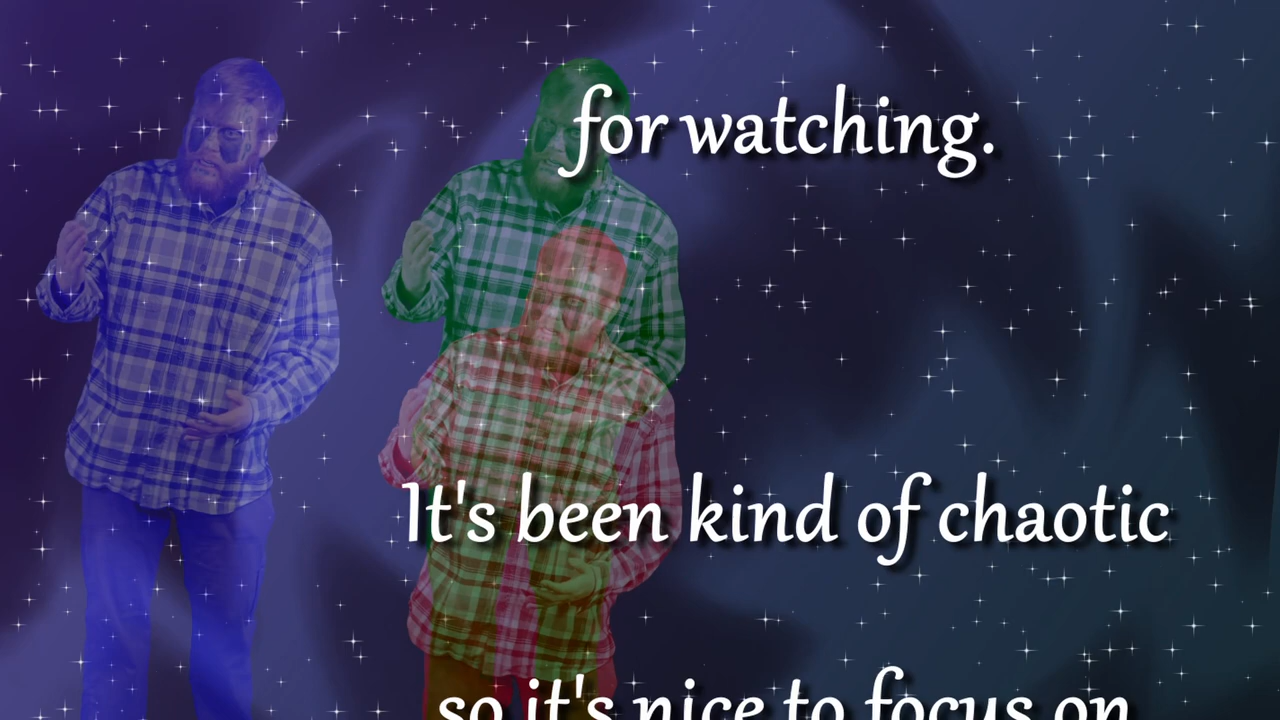 for watching.
It's been kind of chaotic
so it's nice to focus on